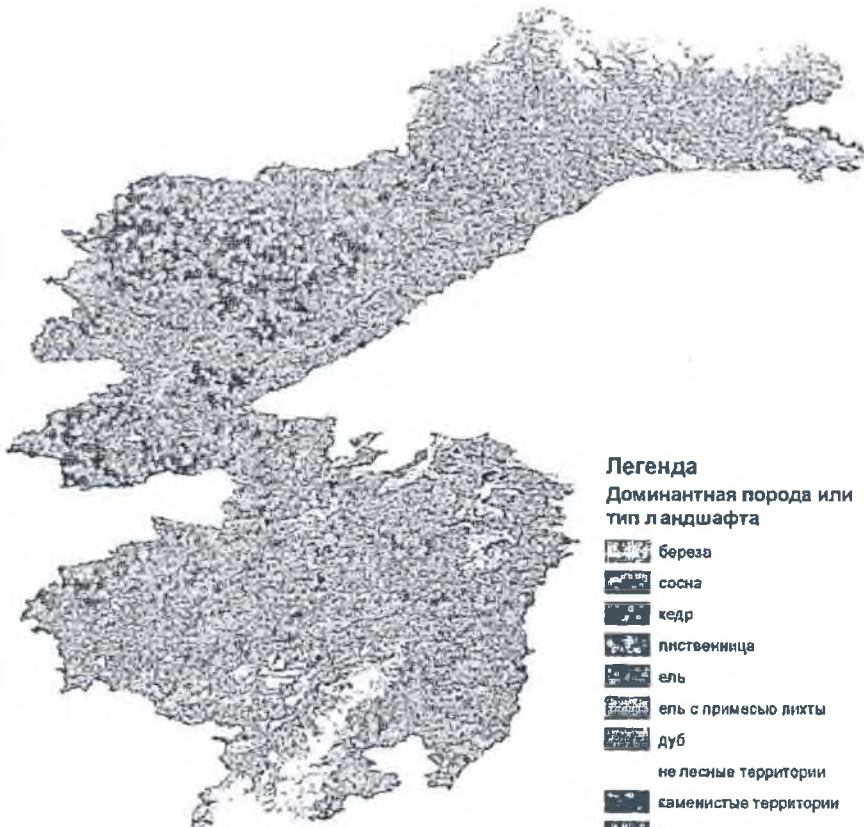 Легенда
Доминантная порода или
тип ландшафта
береза
сосна
кедр
лиственница
ель
ель с примесью пихты
дуб
не лесные территории
каменистые территории